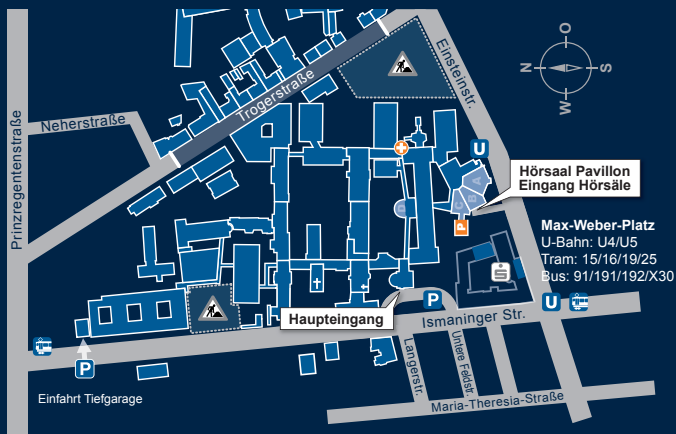 O
N
S
W
Einsteinstr.
Trogerstraße
Neherstraße
Prinzregentenstraße
U
Hörsaal Pavillon
Eingang Hörsäle
A
B
C
D
P
Max-Weber-Platz
U-Bahn: U4/U5
Tram: 15/16/19/25
Bus: 91/191/192/X30
S
U
P
Haupteingang
Ismaninger Str.
Langerstr.
Untere Feldstr.
Maria-Theresia-Straße
P
Einfahrt Tiefgarage